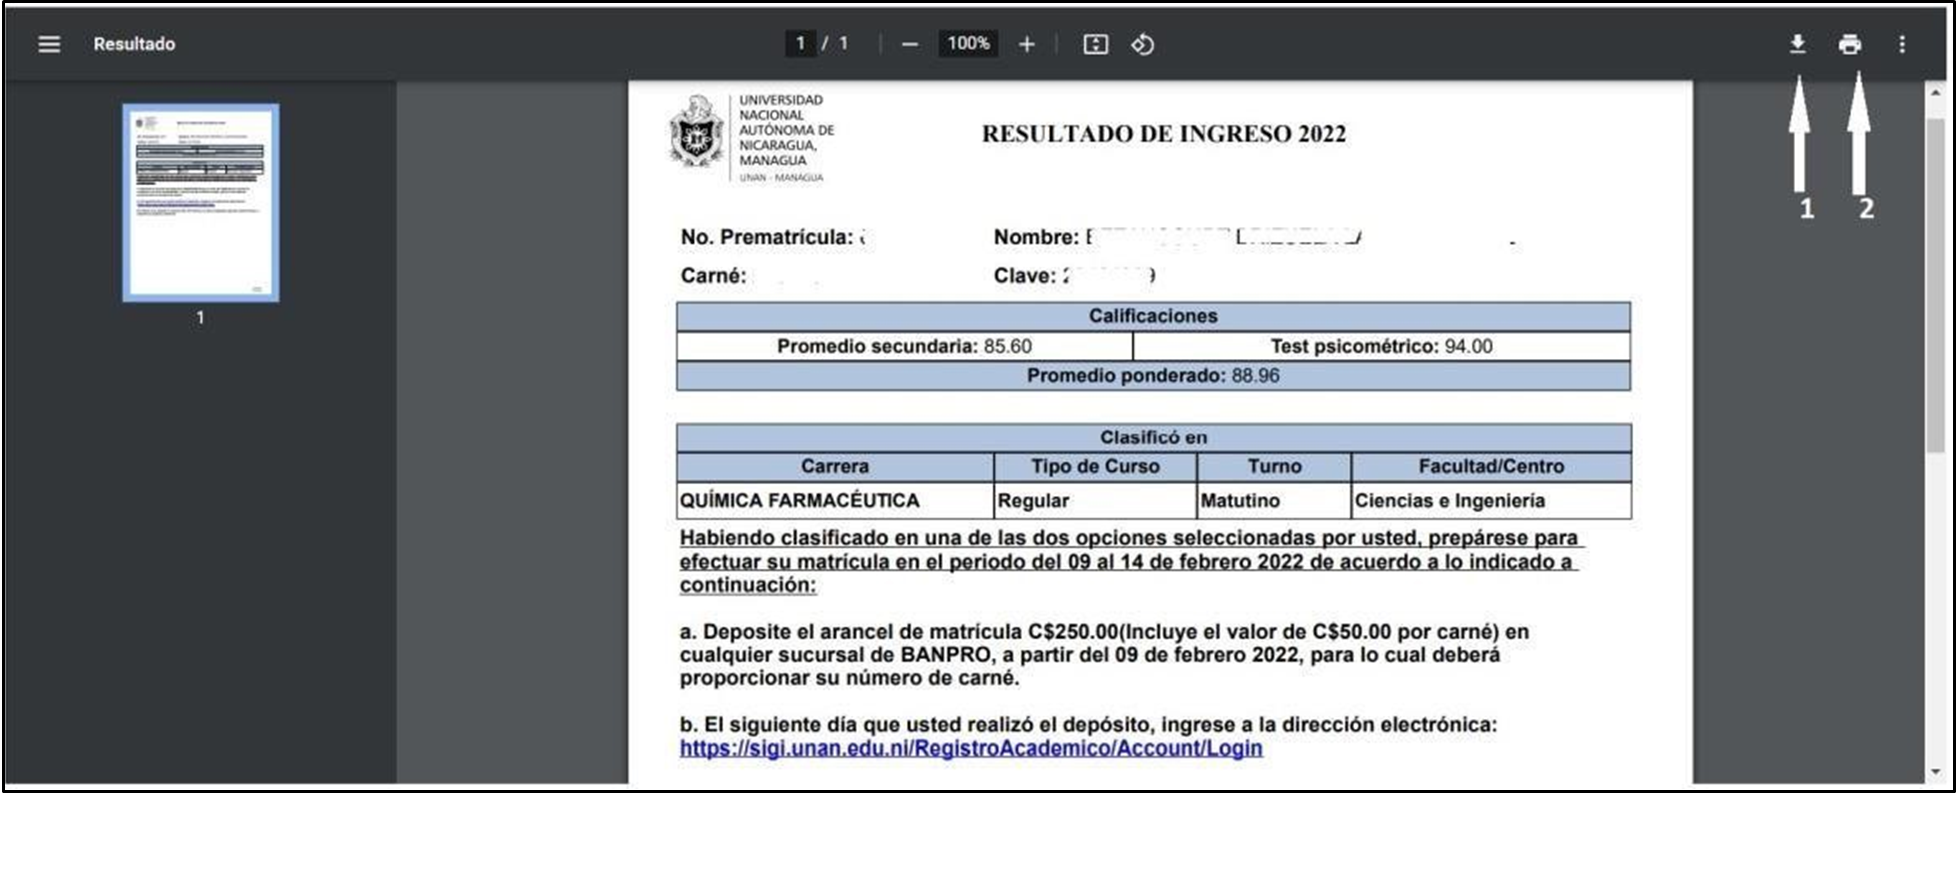 Resultado
1 / 1
100%
1
2
1
UNIVERSIDAD
NACIONAL
AUTÓNOMA DE
NICARAGUA,
MANAGUA
UNAN - MANAGUA
RESULTADO DE INGRESO 2022
No. Prematrícula:
Nombre:
Carné:
Clave:
Calificaciones
Promedio secundaria: 85.60
Test psicométrico: 94.00
Promedio ponderado: 88.96
Clasificó en
Carrera Tipo de Curso Turno Facultad/Centro
QUÍMICA FARMACÉUTICA Regular Matutino Ciencias e Ingeniería
Habiendo clasificado en una de las dos opciones seleccionadas por usted, prepárese para
efectuar su matrícula en el periodo del 09 al 14 de febrero 2022 de acuerdo a lo indicado a
continuación:
a. Deposite el arancel de matrícula C$250.00(Incluye el valor de C$50.00 por carné) en
cualquier sucursal de BANPRO, a partir del 09 de febrero 2022, para lo cual deberá
proporcionar su número de carné.
b. El siguiente día que usted realizó el depósito, ingrese a la dirección electrónica:
https://sigi.unan.edu.ni/RegistroAcademico/Account/Login